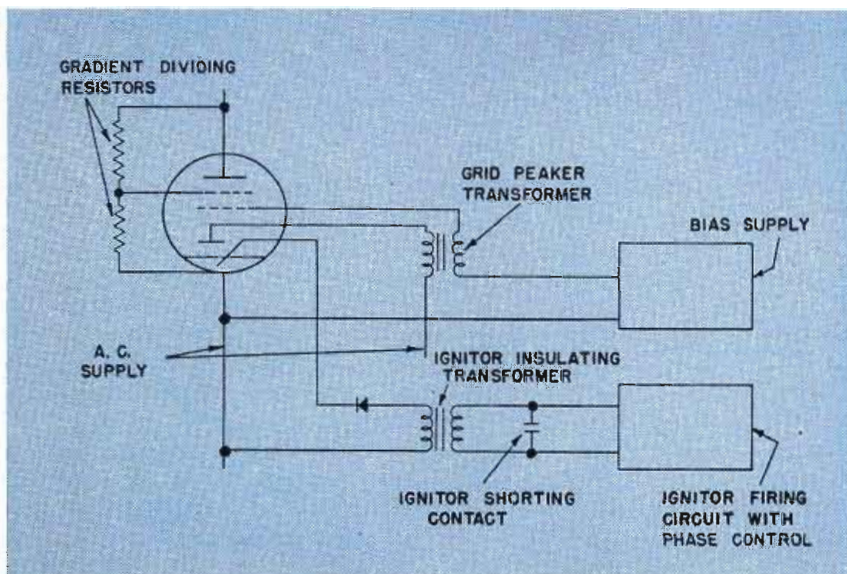 GRADIENT DIVIDING
RESISTORS
GRID PEAKER
TRANSFORMER
BIAS SUPPLY
A. C.
SUPPLY
IGNITOR INSULATING
TRANSFORMER
IGNITOR SHORTING
CONTACT
IGNITOR FIRING
CIRCUIT WITH
PHASE CONTROL